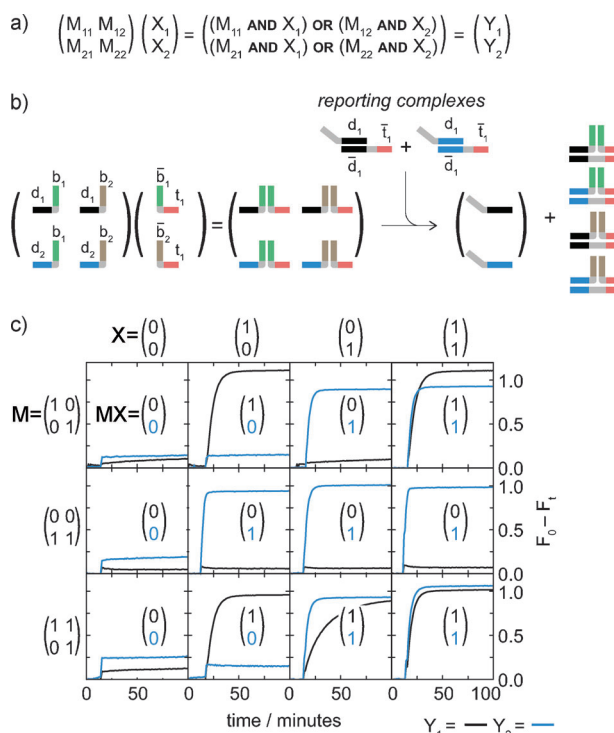 a) (M11 M12 / M21 M22) (X1 / X2) = ((M11 AND X1) OR (M12 AND X2) / (M21 AND X1) OR (M22 AND X2)) = (Y1 / Y2)
b)
reporting complexes
d1 t̄1 + d1 t̄1
d̄1 d̄1
b1 b2 b̄1
d1 d1 t1
= +
b1 b2 b̄2
d2 d2 t1
c)
X= (0 / 0) (1 / 0) (0 / 1) (1 / 1)
M= (1 0 / 0 1) MX= (0 / 0) (1 / 0) (0 / 1) (1 / 1)
1.0
0.5
0.0
(0 0 / 1 1) (0 / 0) (0 / 1) (0 / 1) (0 / 1)
1.0
0.5
0.0
F0 – Ft
(1 1 / 0 1) (0 / 0) (1 / 0) (1 / 1) (1 / 1)
1.0
0.5
0.0
0 50 0 50 0 50 0 50 100
time / minutes
Y1 = Y2 =